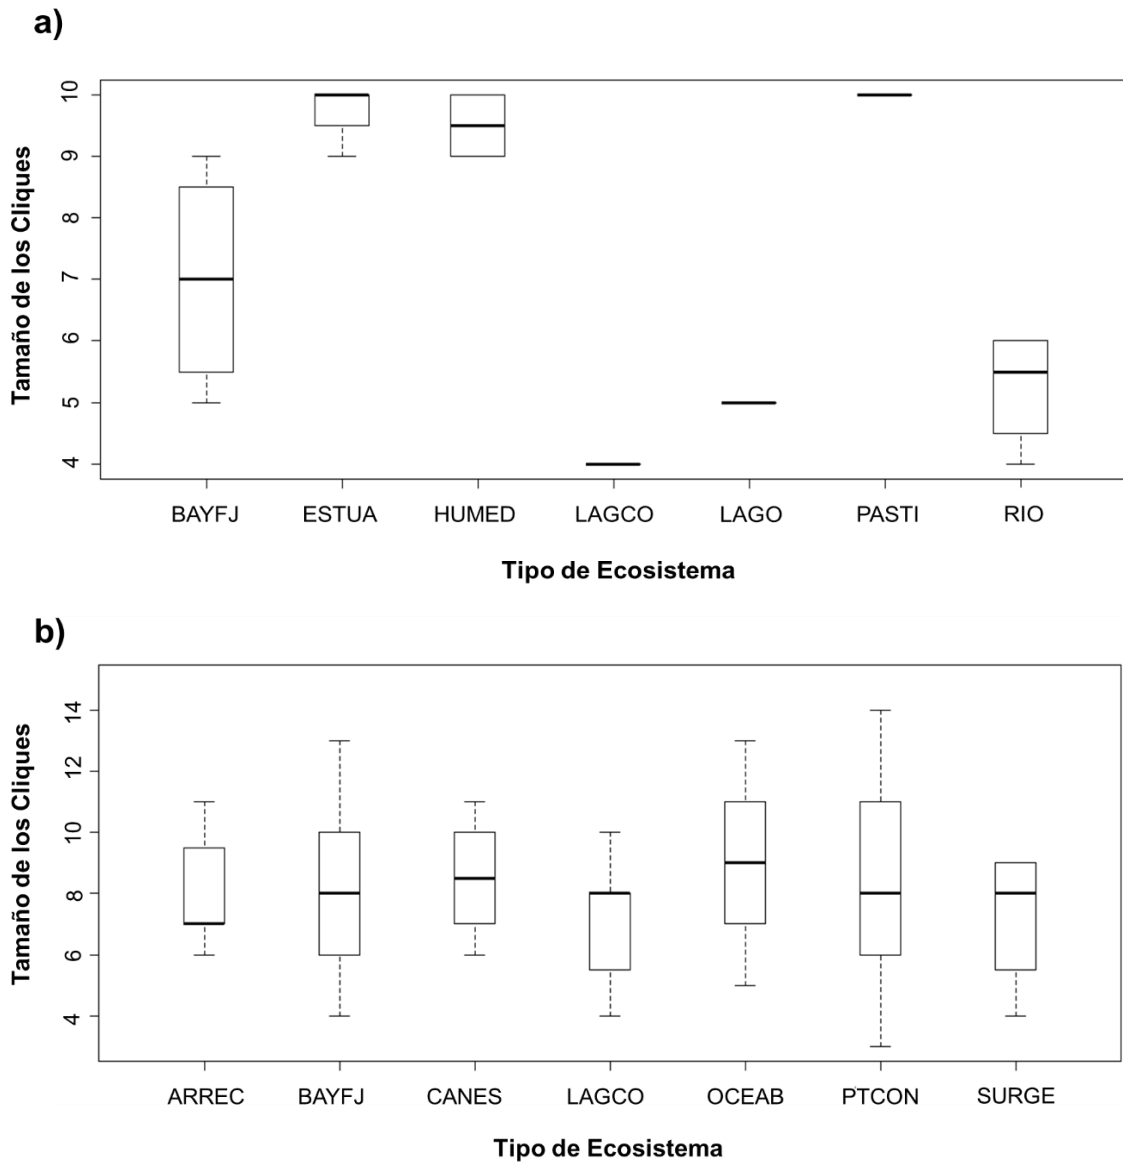 a)
Tamaño de los Cliques
10
9
8
7
6
5
4
BAYFJ ESTUA HUMED LAGCO LAGO PASTI RIO
Tipo de Ecosistema
b)
Tamaño de los Cliques
14
12
10
8
6
4
ARREC BAYFJ CANES LAGCO OCEAB PTCON SURGE
Tipo de Ecosistema